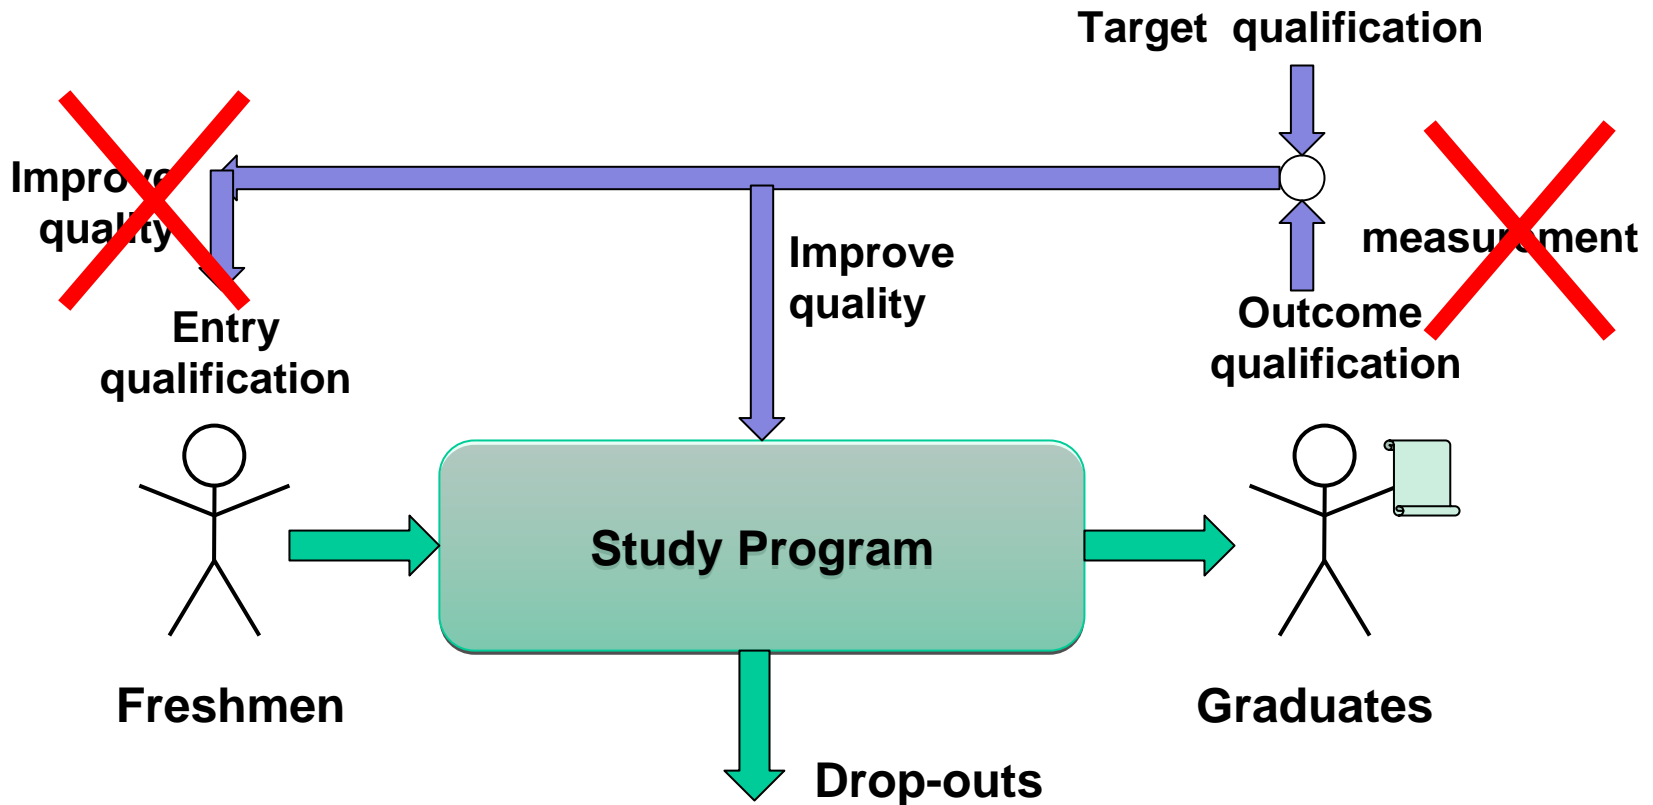 Target qualification
Improve
quality
measurement
Improve
quality
Entry
qualification
Outcome
qualification
Study Program
Freshmen
Graduates
Drop-outs